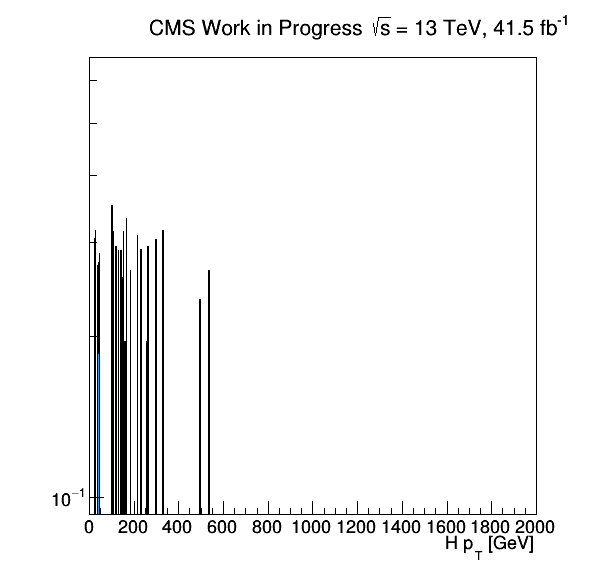 CMS Work in Progress √s = 13 TeV, 41.5 fb⁻¹
10⁻¹
0 200 400 600 800 1000 1200 1400 1600 1800 2000
H p_T [GeV]